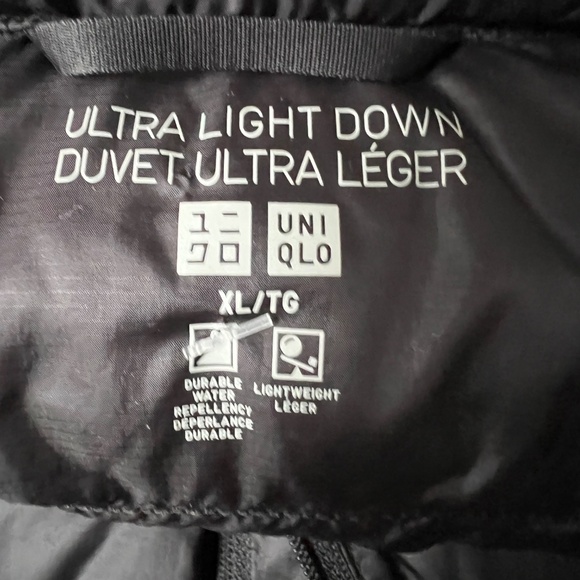 ULTRA LIGHT DOWN
DUVET ULTRA LÉGER
ユニ UNI
クロ QLO
XL/TG
DURABLE
WATER
REPELLENCY
DÉPERLANCE
DURABLE
LIGHTWEIGHT
LÉGER